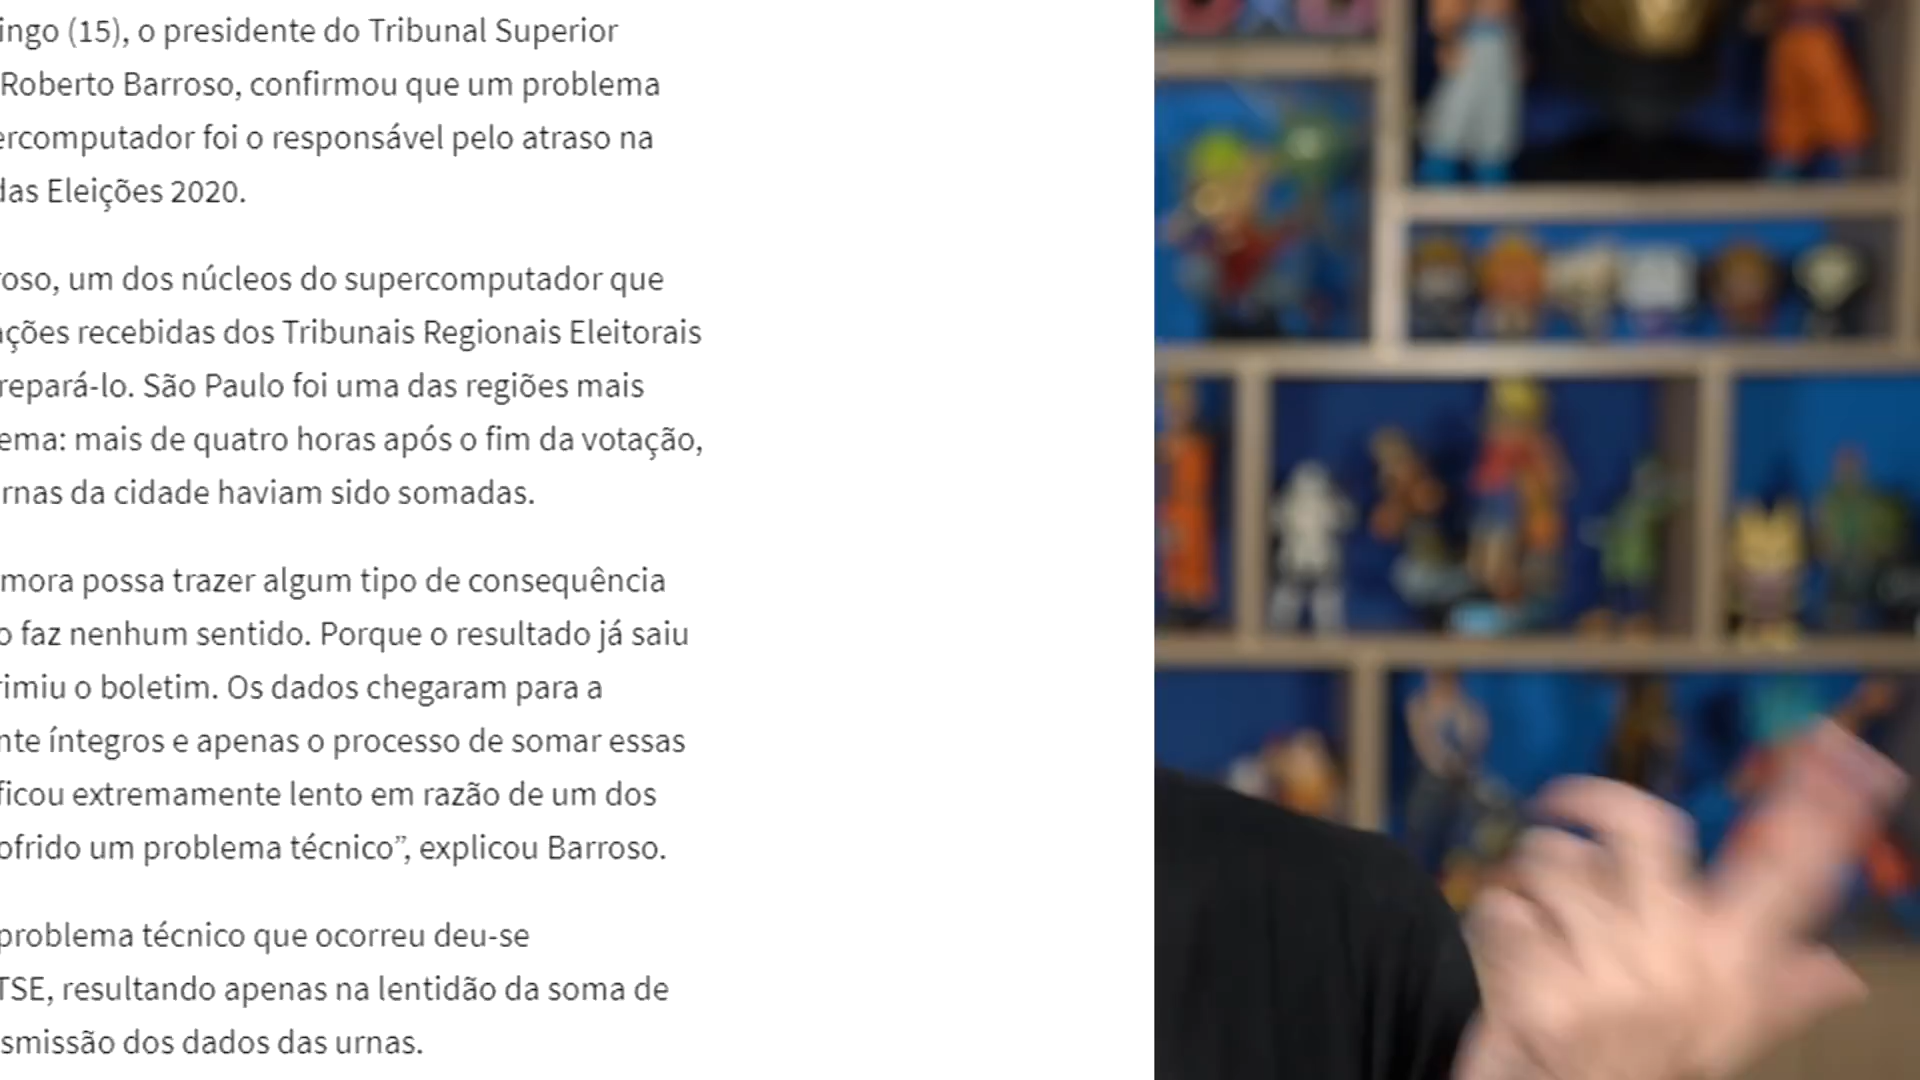 ingo (15), o presidente do Tribunal Superior
Roberto Barroso, confirmou que um problema
ercomputador foi o responsável pelo atraso na
das Eleições 2020.
roso, um dos núcleos do supercomputador que
ações recebidas dos Tribunais Regionais Eleitorais
repará-lo. São Paulo foi uma das regiões mais
ema: mais de quatro horas após o fim da votação,
rnas da cidade haviam sido somadas.
mora possa trazer algum tipo de consequência
o faz nenhum sentido. Porque o resultado já saiu
rimiu o boletim. Os dados chegaram para a
nte íntegros e apenas o processo de somar essas
ficou extremamente lento em razão de um dos
ofrido um problema técnico”, explicou Barroso.
problema técnico que ocorreu deu-se
TSE, resultando apenas na lentidão da soma de
smissão dos dados das urnas.